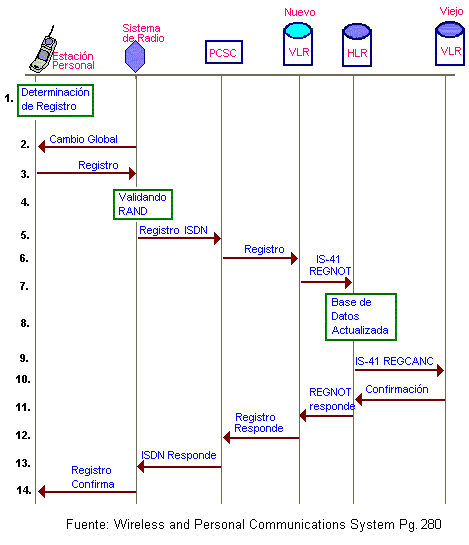 Nuevo
Viejo
Estación
Personal
Sistema
de Radio
PCSC
VLR
HLR
VLR
1.
Determinación
de Registro
2.
Cambio Global
3.
Registro
4.
Validando
RAND
5.
Registro ISDN
6.
Registro
IS-41
REGNOT
7.
8.
Base de
Datos
Actualizada
9.
IS-41 REGCANC
10.
Confirmación
11.
REGNOT
responde
12.
Registro
Responde
13.
ISDN Responde
14.
Registro
Confirma
Fuente: Wireless and Personal Communications System Pg. 280